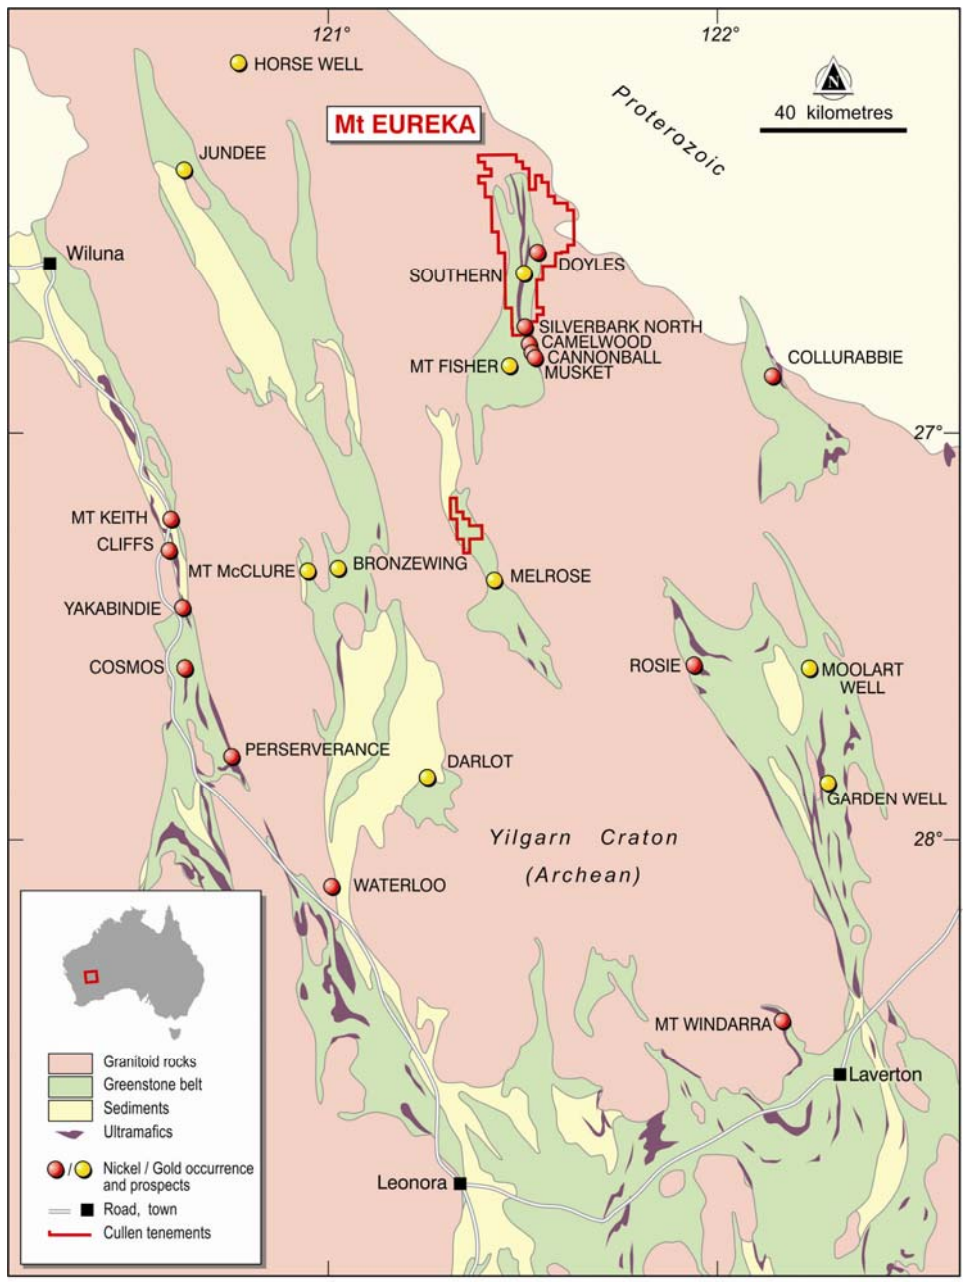 121°
122°
HORSE WELL
N
40 kilometres
Mt EUREKA
Proterozoic
JUNDEE
Wiluna
DOYLES
SOUTHERN
SILVERBARK NORTH
CAMELWOOD
CANNONBALL
MT FISHER
MUSKET
COLLURABBIE
27°
MT KEITH
CLIFFS
MT McCLURE
BRONZEWING
MELROSE
YAKABINDIE
COSMOS
ROSIE
MOOLART
WELL
PERSERVERANCE
DARLOT
GARDEN WELL
Yilgarn Craton
(Archean)
28°
WATERLOO
MT WINDARRA
Laverton
Leonora
Granitoid rocks
Greenstone belt
Sediments
Ultramafics
/ Nickel / Gold occurrence
and prospects
Road, town
Cullen tenements